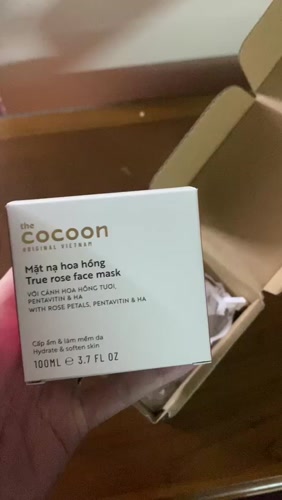 the
cocoon
ORIGINAL VIETNAM
Mặt nạ hoa hồng
True rose face mask
VỚI CÁNH HOA HỒNG TƯƠI,
PENTAVITIN & HA
WITH ROSE PETALS, PENTAVITIN & HA
Cấp ẩm & làm mềm da
Hydrate & soften skin
100ML ℮ 3.7 FL OZ